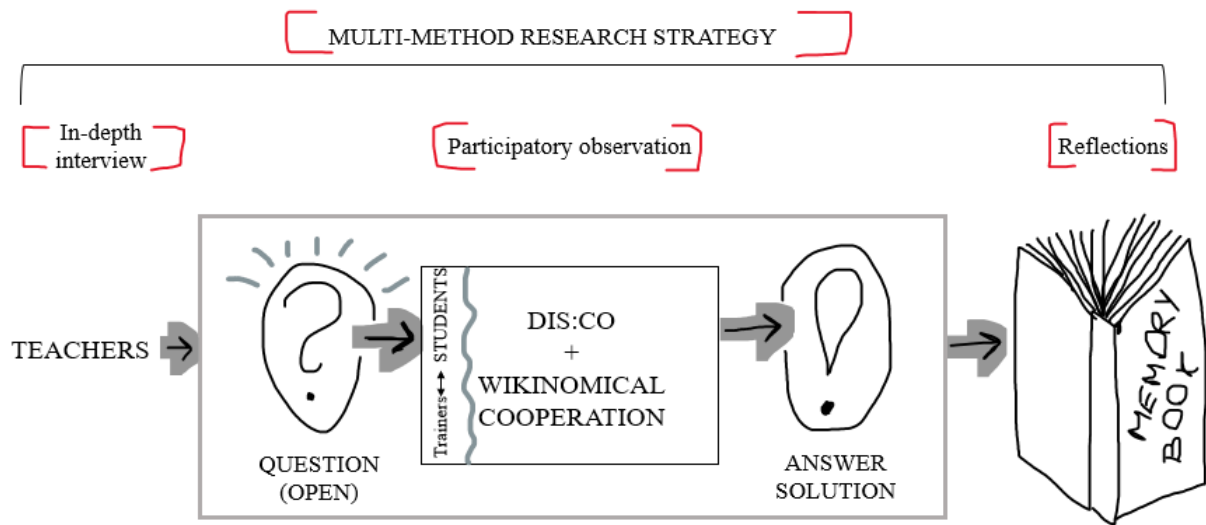 MULTI-METHOD RESEARCH STRATEGY
In-depth
interview
Participatory observation
Reflections
TEACHERS
?
QUESTION
(OPEN)
Trainers↔STUDENTS
DIS:CO
+
WIKINOMICAL
COOPERATION
!
ANSWER
SOLUTION
MEMORY
BOOK